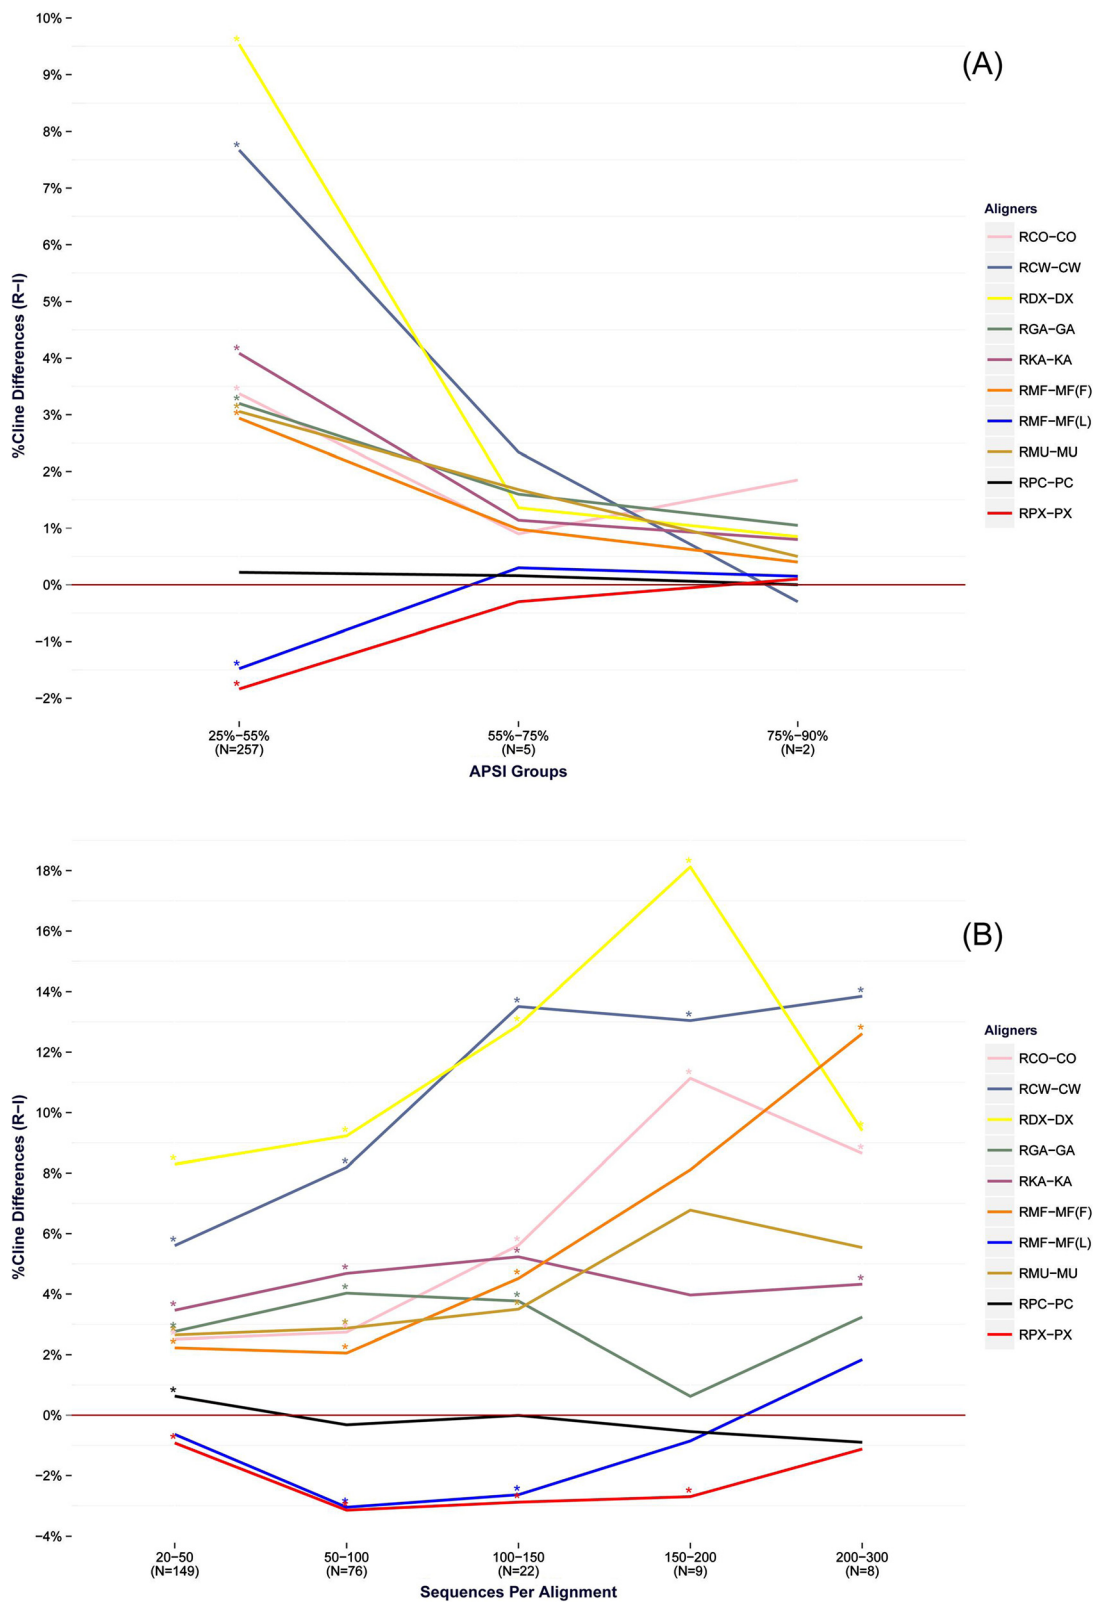 (A)
10%
9%
8%
7%
6%
5%
4%
3%
2%
1%
0%
−1%
−2%
%Cline Differences (R−I)
25%−55%
(N=257)
55%−75%
(N=5)
75%−90%
(N=2)
APSI Groups
Aligners
RCO−CO
RCW−CW
RDX−DX
RGA−GA
RKA−KA
RMF−MF(F)
RMF−MF(L)
RMU−MU
RPC−PC
RPX−PX
(B)
18%
16%
14%
12%
10%
8%
6%
4%
2%
0%
−2%
−4%
%Cline Differences (R−I)
20−50
(N=149)
50−100
(N=76)
100−150
(N=22)
150−200
(N=9)
200−300
(N=8)
Sequences Per Alignment
Aligners
RCO−CO
RCW−CW
RDX−DX
RGA−GA
RKA−KA
RMF−MF(F)
RMF−MF(L)
RMU−MU
RPC−PC
RPX−PX